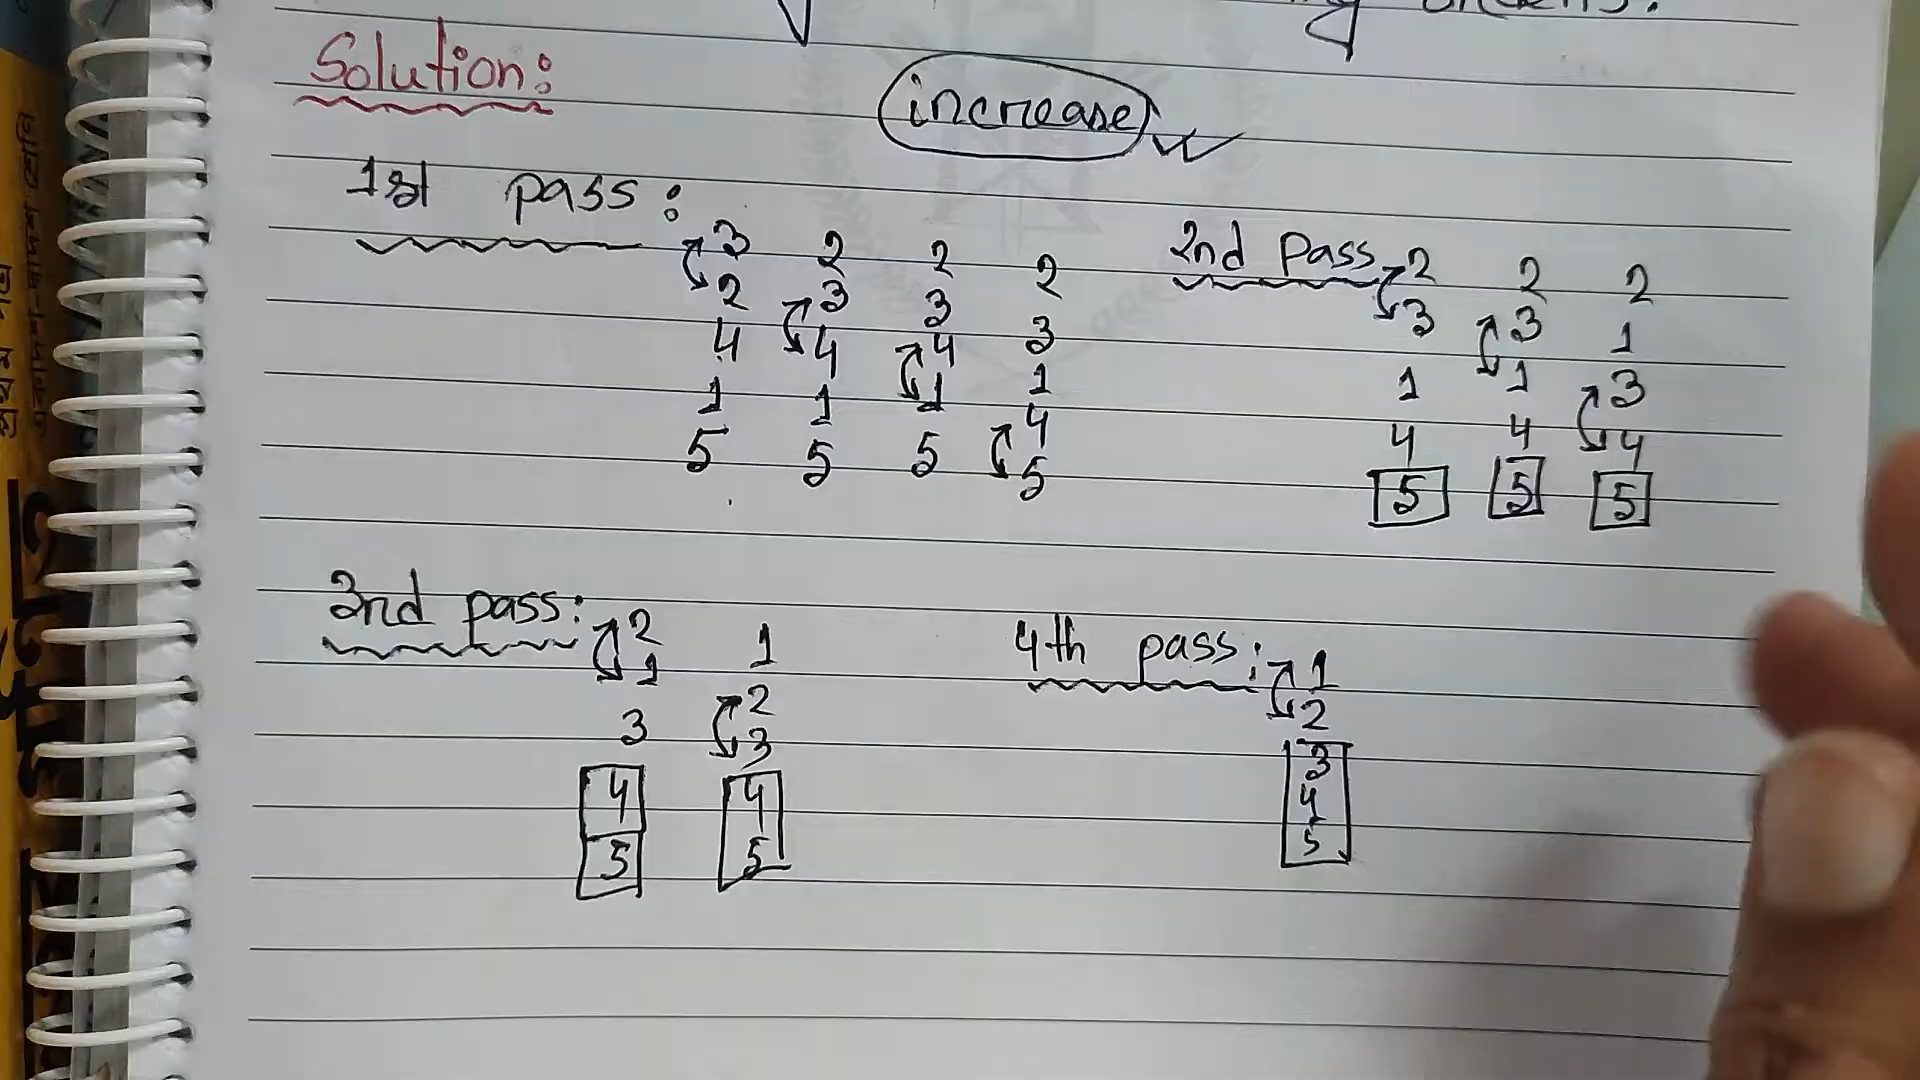 Solution:
increase
1st pass:
3 2 2 2
2 3 3 3
4 4 4 1
1 1 1 4
5 5 5 5
2nd Pass
2 2 2
3 3 1
1 1 3
4 4 4
5 5 5
3nd pass:
2 1
1 2
3 3
4 4
5 5
4th pass:
1
2
3
4
5